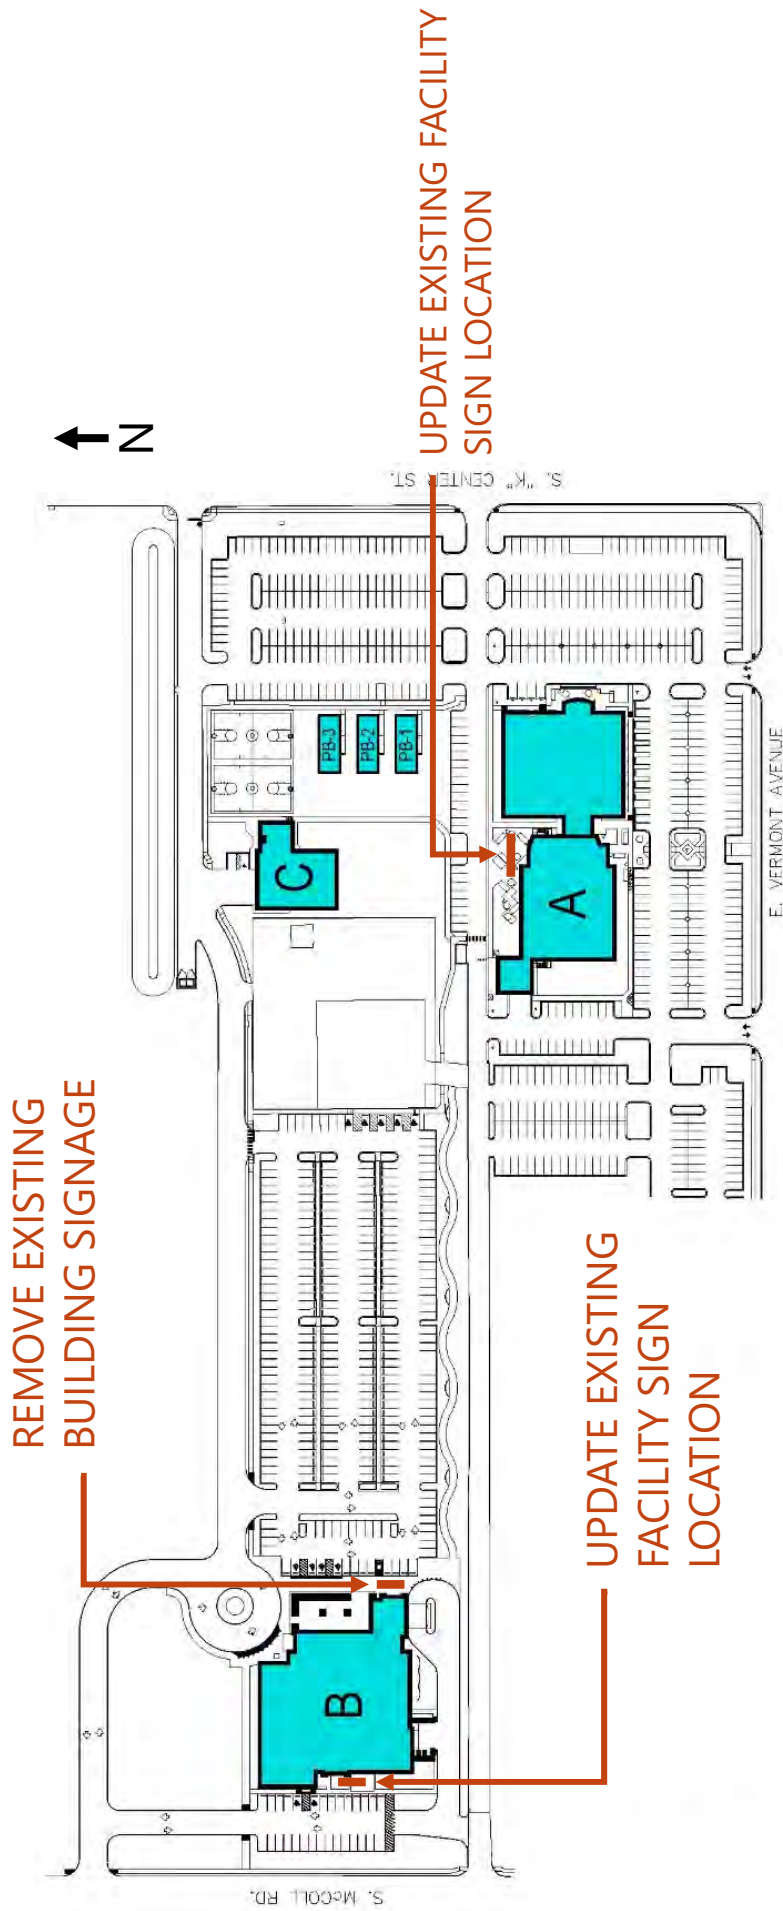 REMOVE EXISTING
BUILDING SIGNAGE
UPDATE EXISTING FACILITY
SIGN LOCATION
N
S. "K" CENTER ST.
PB-3
PB-2
PB-1
C
A
B
UPDATE EXISTING
FACILITY SIGN
LOCATION
S. McCOLL RD.
E. VERMONT AVENUE